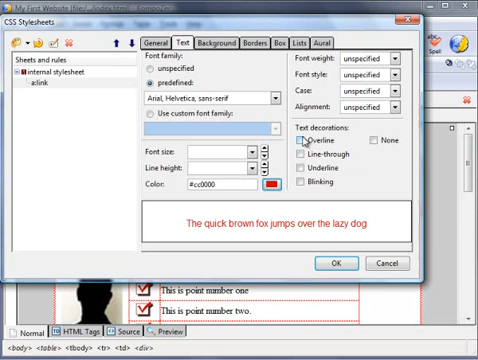 My First Website [file:/.../index.html] - KompoZer
CSS Stylesheets
General Text Background Borders Box Lists Aural
Sheets and rules
internal stylesheet
a:link
Font family:
unspecified
predefined:
Arial, Helvetica, sans-serif
Use custom font family:
Font size:
Line height:
Color: #cc0000
Font weight: unspecified
Font style: unspecified
Case: unspecified
Alignment: unspecified
Text decorations:
Overline None
Line-through
Underline
Blinking
The quick brown fox jumps over the lazy dog
OK Cancel
Spell
This is point number one
This is point number two.
Normal HTML Tags Source Preview
<body> <table> <tbody> <tr> <td> <div>